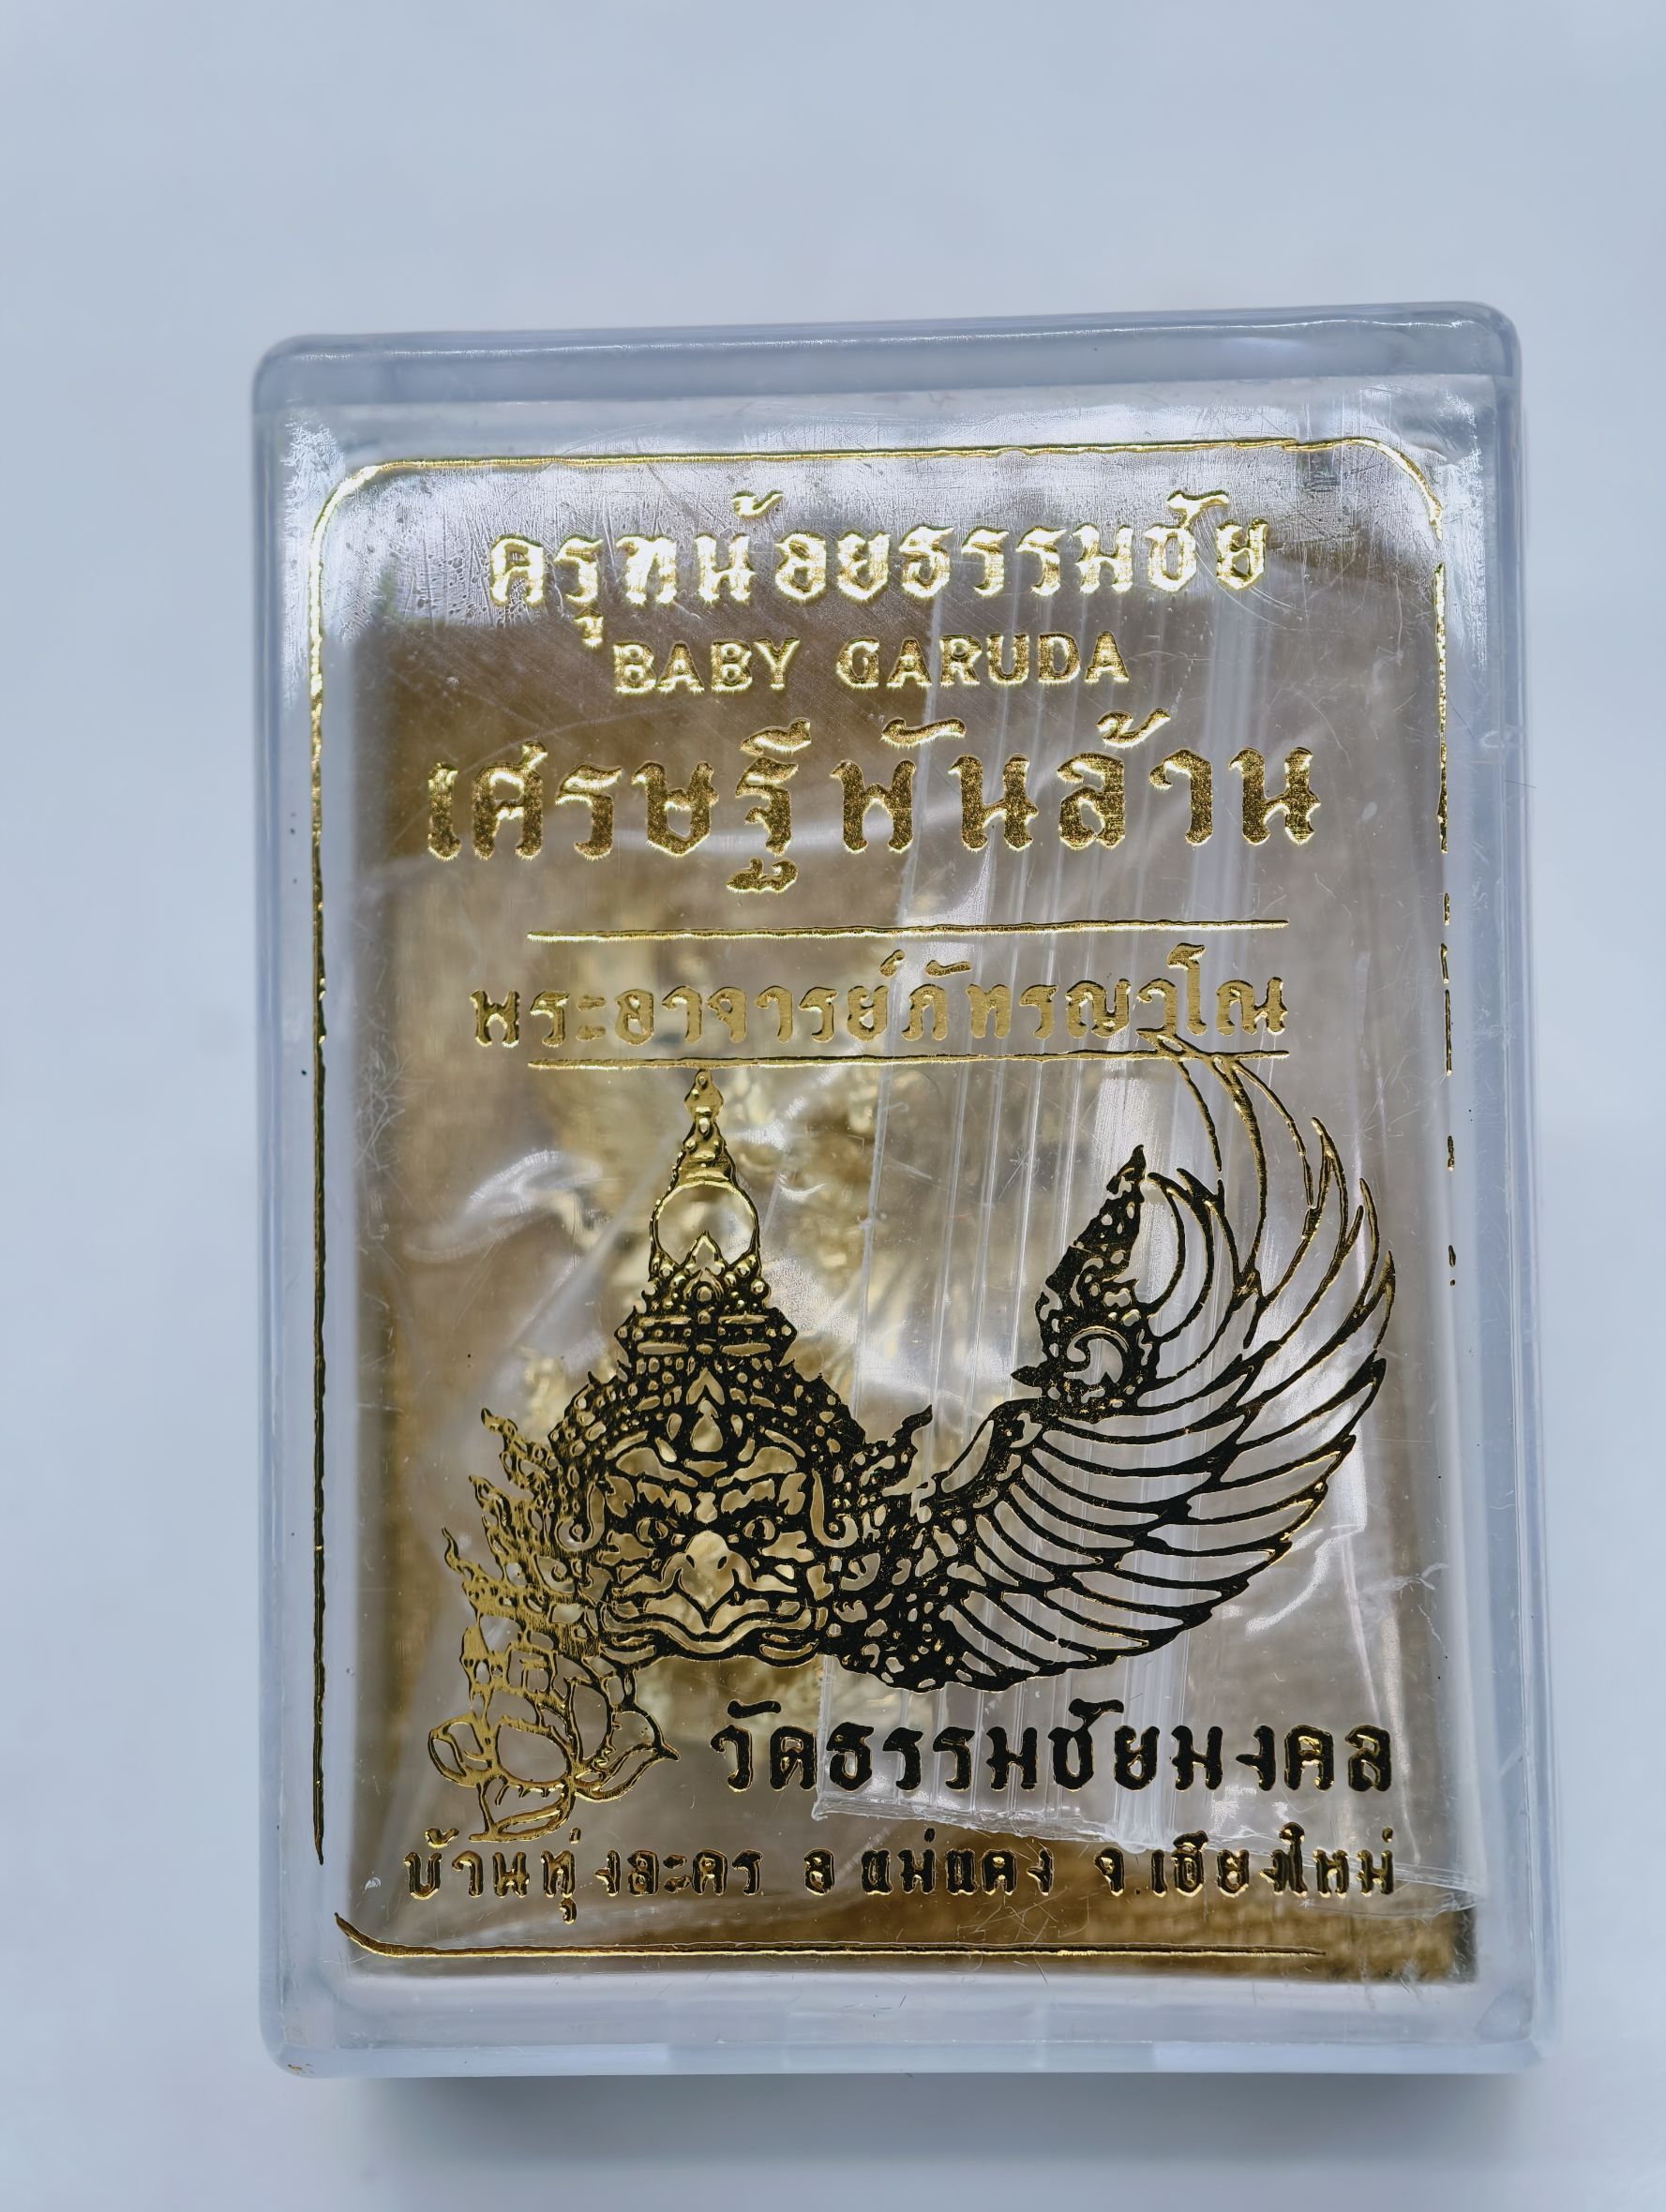 ครุฑน้อยธรรมชัย
BABY GARUDA
เศรษฐีพันล้าน
พระอาจารย์ภัทรญาโณ
วัดธรรมชัยมงคล
บ้านทุ่งละคร อ แม่แตง จ.เชียงใหม่